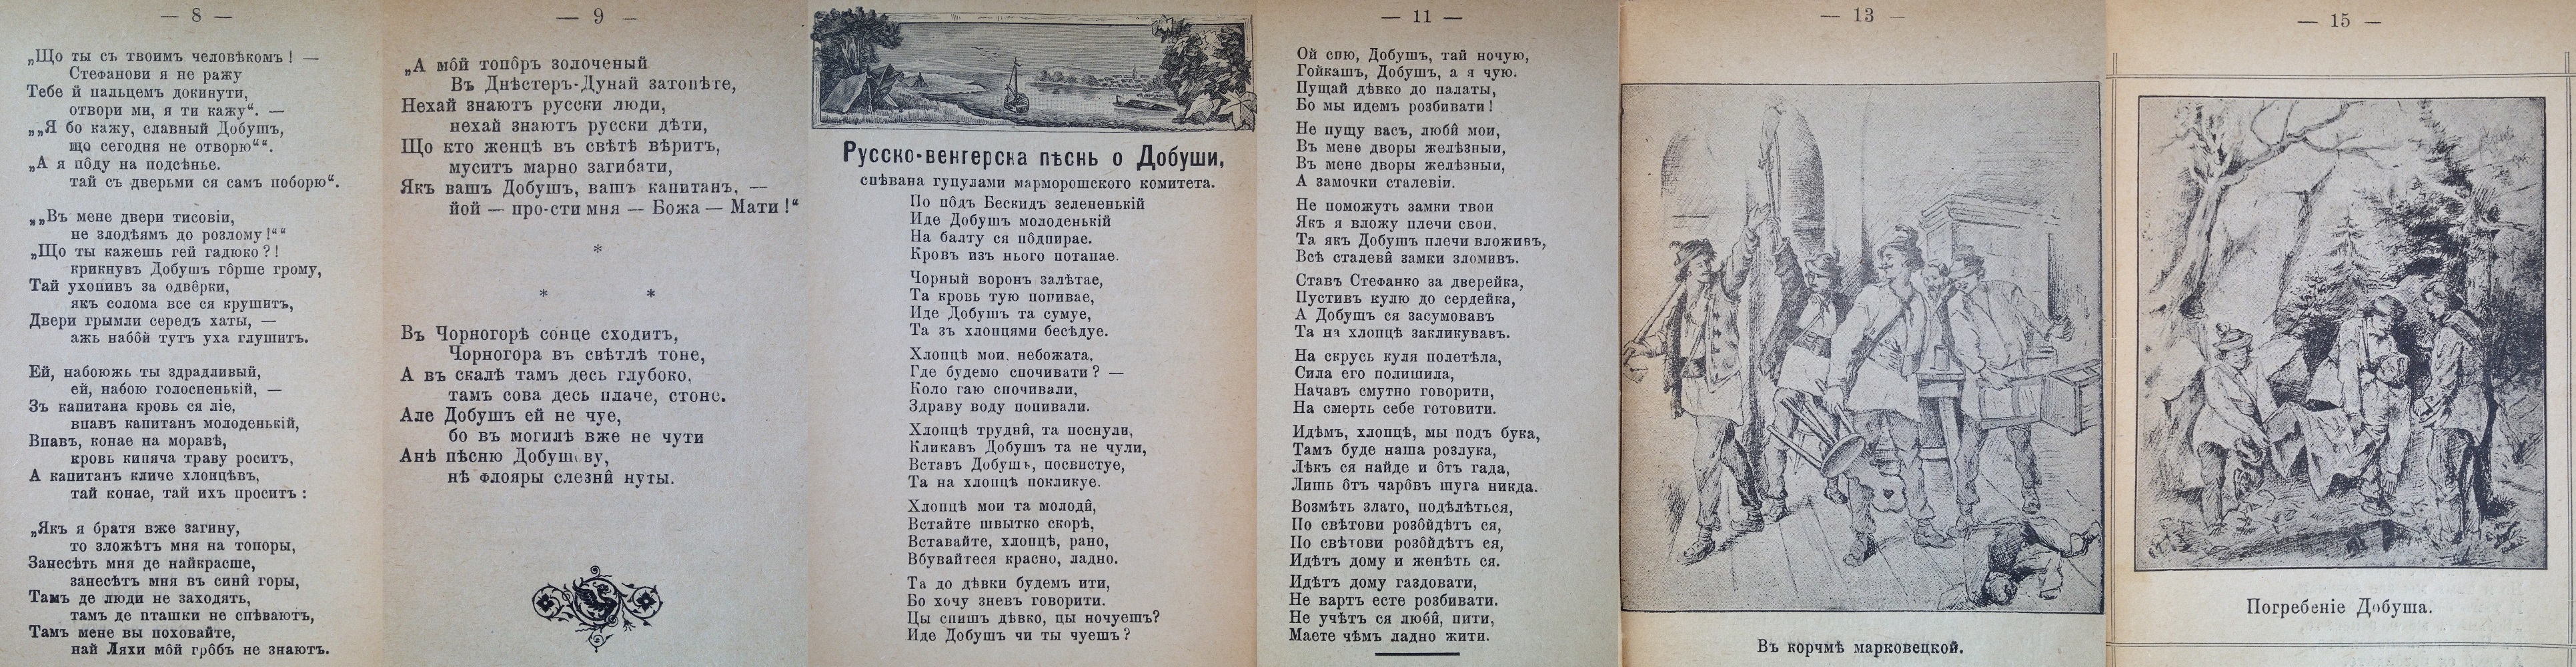 — 8 —
„Що ты съ твоимъ человѣкомъ! —
Стефанови я не ражу
Тебе й пальцемъ докинути,
отвори ми, я ти кажу“. —
„„Я бо кажу, славный Добушъ,
що сегодня не отворю““.
„А я пôду на подсѣнье.
тай съ дверьми ся самъ поборю“.
„„Въ мене двери тисовіи,
не злодѣямъ до розлому!““
„Що ты кажешь гей гадюко?!
крикнувъ Добушъ гôрше грому,
Тай ухопивъ за одвêрки,
якъ солома все ся крушитъ,
Двери грымли середъ хаты, —
ажь набôй тутъ уха глушитъ.
Ей, набоюжь ты здрадливый,
ей, набою голосненькій, —
Зъ капитана кровь ся ліе,
впавъ капитанъ молоденькій,
Впавъ, конае на моравѣ,
кровь кипяча траву роситъ,
А капитанъ кличе хлопцѣвъ,
тай конае, тай ихъ проситъ:
„Якъ я братя вже загину,
то зложѣтъ мня на топоры,
Занесѣть мня де найкрасше,
занесѣтъ мня въ синй горы,
Тамъ де люди не заходять,
тамъ де пташки не спѣваютъ,
Тамъ мене вы поховайте,
най Ляхи мôй грôбъ не знаютъ.
— 9 —
„А мôй топôръ золоченый
Въ Днѣстеръ-Дунай затопѣте,
Нехай знаютъ русски люди,
нехай знаютъ русски дѣти,
Що кто женцѣ въ свѣтѣ вѣритъ,
муситъ марно загибати,
Якъ вашъ Добушъ, вашъ капитанъ, —
йой — про-сти мня — Божа — Мати!“
*
* *
Въ Чорногорѣ сонце сходитъ,
Чорногора въ свѣтлѣ тоне,
А въ скалѣ тамъ десь глубоко,
тамъ сова десь плаче, стоне.
Але Добушъ ей не чуе,
бо въ могилѣ вже не чути
Анѣ пѣсню Добушеву,
нѣ флояры слезнй нуты.
Русско-венгерска пѣснь о Добуши,
спѣвана гуцулами марморошского комитета.
По пôдъ Бескидъ зелененькій
Иде Добушъ молоденькій
На балту ся пôдпирае.
Кровъ изъ нього потапае.
Чорный воронъ залѣтае,
Та кровь тую попивае,
Иде Добушъ та сумуе,
Та зъ хлопцями бесѣдуе.
Хлопцѣ мои, небожата,
Где будемо спочивати? —
Коло гаю спочивали,
Здраву воду попивали.
Хлопцѣ труднй, та поснули,
Кликавъ Добушъ та не чули,
Вставъ Добушъ, посвистуе,
Та на хлопцѣ покликуе.
Хлопцѣ мои та молодй,
Встайте швытко скорѣ,
Вставайте, хлопцѣ, рано,
Вбувайтеся красно, ладно.
Та до дѣвки будемъ ити,
Бо хочу зневъ говорити.
Цы спишъ дѣвко, цы ночуешъ?
Иде Добушъ чи ты чуешъ?
— 11 —
Ой сплю, Добушъ, тай ночую,
Гойкашъ, Добушъ, а я чую.
Пущай дѣвко до палаты,
Бо мы идемъ розбивати!
Не пущу васъ, любй мои,
Въ мене дворы желѣзныи,
Въ мене дворы желѣзныи,
А замочки сталевіи.
Не поможуть замки твои
Якъ я вложу плечи свои,
Та якъ Добушъ плечи вложивъ,
Всѣ сталевй замки зломивъ.
Ставъ Стефанко за дверейка,
Пустивъ кулю до сердейка,
А Добушъ ся засумовавъ
Та на хлопцѣ закликувавъ.
На скрусь куля полетѣла,
Сила его полишила,
Начавъ смутно говорити,
На смерть себе готовити.
Идѣмъ, хлопцѣ, мы подъ бука,
Тамъ буде наша розлука,
Лѣкъ ся найде и ôтъ гада,
Лишь ôтъ чарôвъ шуга никда.
Возмѣть злато, подѣлѣться,
По свѣтови розôйдѣтъ ся,
По свѣтови розôйдѣтъ ся,
Идѣтъ дому и женѣть ся.
Идѣтъ дому газдовати,
Не вартъ есте розбивати.
Не учѣтъ ся любй, пити,
Маете чѣмъ ладно жити.
— 13 —
Въ корчмѣ марковецкой.
— 15 —
Погребеніе Добуша.